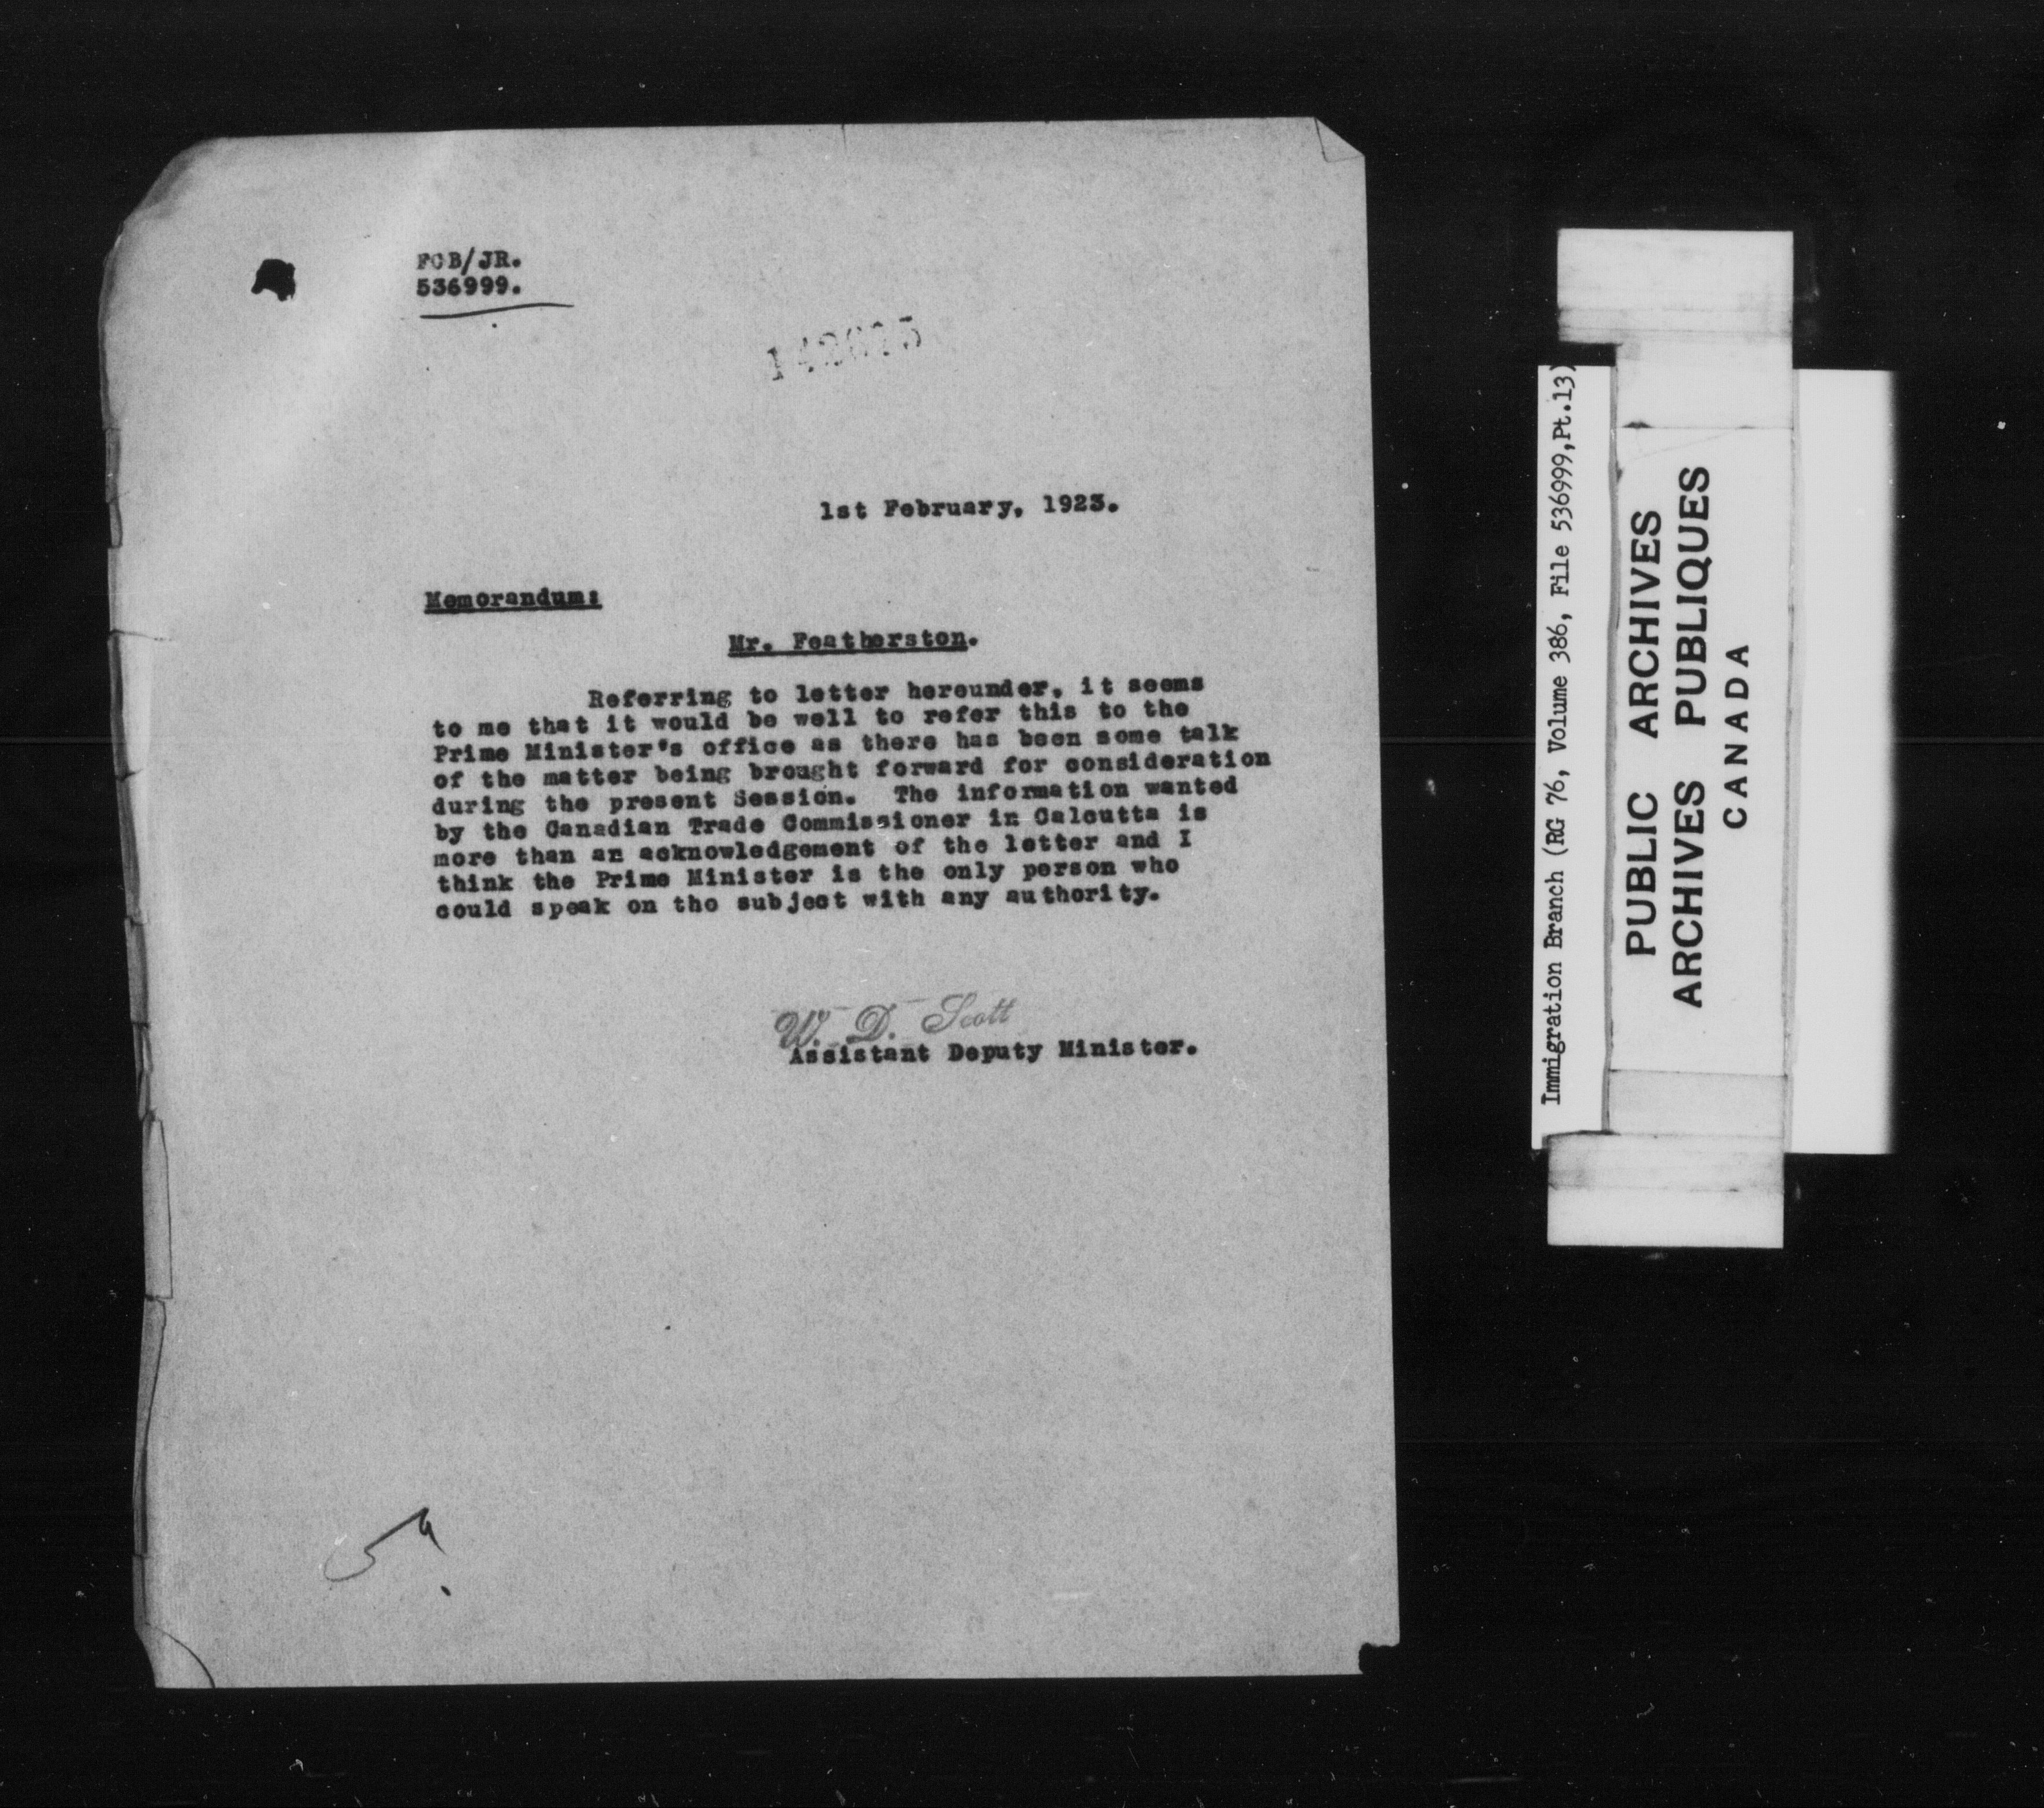 FCB/JR.
536999.
1st February, 1923.
Memorandum:
Mr. Featherston.
Referring to letter hereunder, it seems
to me that it would be well to refer this to the
Prime Minister's office as there has been some talk
of the matter being brought forward for consideration
during the present Session. The information wanted
by the Canadian Trade Commissioner in Calcutta is
more than an acknowledgement of the letter and I
think the Prime Minister is the only person who
could speak on the subject with any authority.
W. D. Scott
Assistant Deputy Minister.
Immigration Branch (RG 76, Volume 386, File 536999,Pt.13)
PUBLIC ARCHIVES
ARCHIVES PUBLIQUES
CANADA